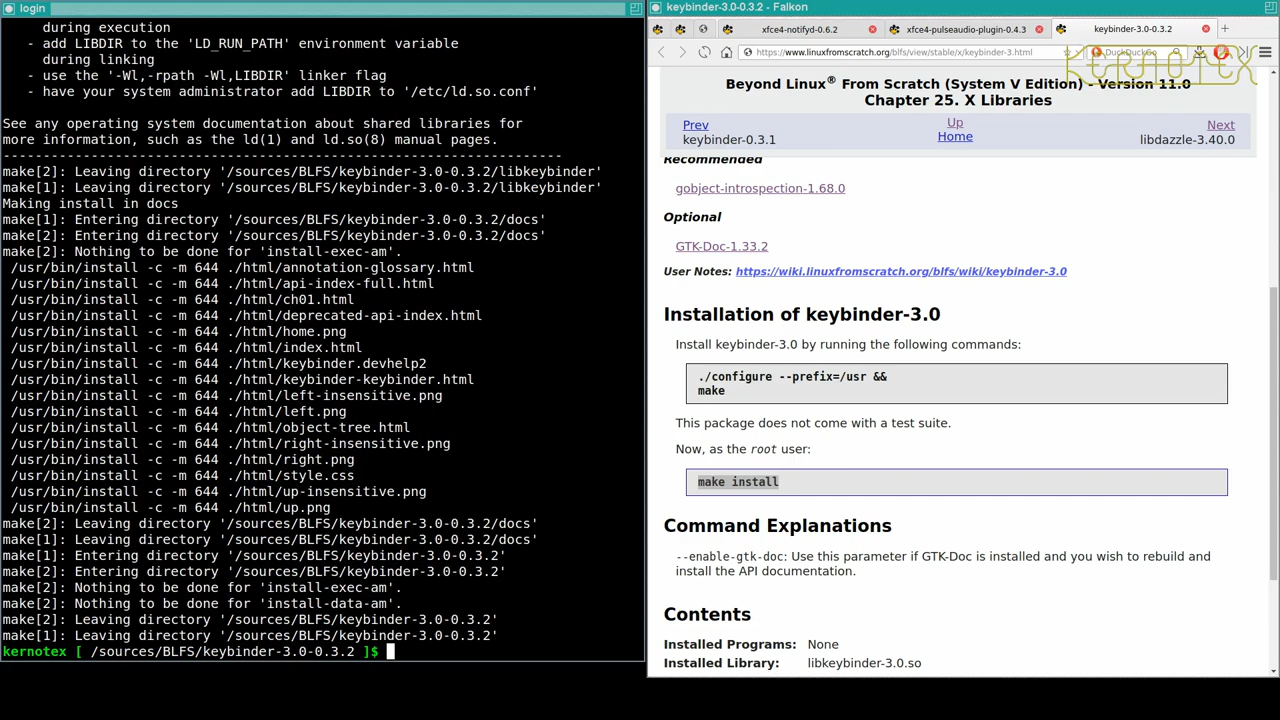 login
during execution
- add LIBDIR to the 'LD_RUN_PATH' environment variable
during linking
- use the '-Wl,-rpath -Wl,LIBDIR' linker flag
- have your system administrator add LIBDIR to '/etc/ld.so.conf'
See any operating system documentation about shared libraries for
more information, such as the ld(1) and ld.so(8) manual pages.
----------------------------------------------------------------------
make[2]: Leaving directory '/sources/BLFS/keybinder-3.0-0.3.2/libkeybinder'
make[1]: Leaving directory '/sources/BLFS/keybinder-3.0-0.3.2/libkeybinder'
Making install in docs
make[1]: Entering directory '/sources/BLFS/keybinder-3.0-0.3.2/docs'
make[2]: Entering directory '/sources/BLFS/keybinder-3.0-0.3.2/docs'
make[2]: Nothing to be done for 'install-exec-am'.
/usr/bin/install -c -m 644 ./html/annotation-glossary.html
/usr/bin/install -c -m 644 ./html/api-index-full.html
/usr/bin/install -c -m 644 ./html/ch01.html
/usr/bin/install -c -m 644 ./html/deprecated-api-index.html
/usr/bin/install -c -m 644 ./html/home.png
/usr/bin/install -c -m 644 ./html/index.html
/usr/bin/install -c -m 644 ./html/keybinder.devhelp2
/usr/bin/install -c -m 644 ./html/keybinder-keybinder.html
/usr/bin/install -c -m 644 ./html/left-insensitive.png
/usr/bin/install -c -m 644 ./html/left.png
/usr/bin/install -c -m 644 ./html/object-tree.html
/usr/bin/install -c -m 644 ./html/right-insensitive.png
/usr/bin/install -c -m 644 ./html/right.png
/usr/bin/install -c -m 644 ./html/style.css
/usr/bin/install -c -m 644 ./html/up-insensitive.png
/usr/bin/install -c -m 644 ./html/up.png
make[2]: Leaving directory '/sources/BLFS/keybinder-3.0-0.3.2/docs'
make[1]: Leaving directory '/sources/BLFS/keybinder-3.0-0.3.2/docs'
make[1]: Entering directory '/sources/BLFS/keybinder-3.0-0.3.2'
make[2]: Entering directory '/sources/BLFS/keybinder-3.0-0.3.2'
make[2]: Nothing to be done for 'install-exec-am'.
make[2]: Nothing to be done for 'install-data-am'.
make[2]: Leaving directory '/sources/BLFS/keybinder-3.0-0.3.2'
make[1]: Leaving directory '/sources/BLFS/keybinder-3.0-0.3.2'
kernotex [ /sources/BLFS/keybinder-3.0-0.3.2 ]$
keybinder-3.0-0.3.2 - Falkon
xfce4-notifyd-0.6.2 xfce4-pulseaudio-plugin-0.4.3 keybinder-3.0-0.3.2
https://www.linuxfromscratch.org/blfs/view/stable/x/keybinder-3.html DuckDuckGo
KERNOTEX
Beyond Linux® From Scratch (System V Edition) - Version 11.0
Chapter 25. X Libraries
Prev Up Next
keybinder-0.3.1 Home libdazzle-3.40.0
Recommended
gobject-introspection-1.68.0
Optional
GTK-Doc-1.33.2
User Notes: https://wiki.linuxfromscratch.org/blfs/wiki/keybinder-3.0
Installation of keybinder-3.0
Install keybinder-3.0 by running the following commands:
./configure --prefix=/usr &&
make
This package does not come with a test suite.
Now, as the root user:
make install
Command Explanations
--enable-gtk-doc: Use this parameter if GTK-Doc is installed and you wish to rebuild and
install the API documentation.
Contents
Installed Programs: None
Installed Library: libkeybinder-3.0.so